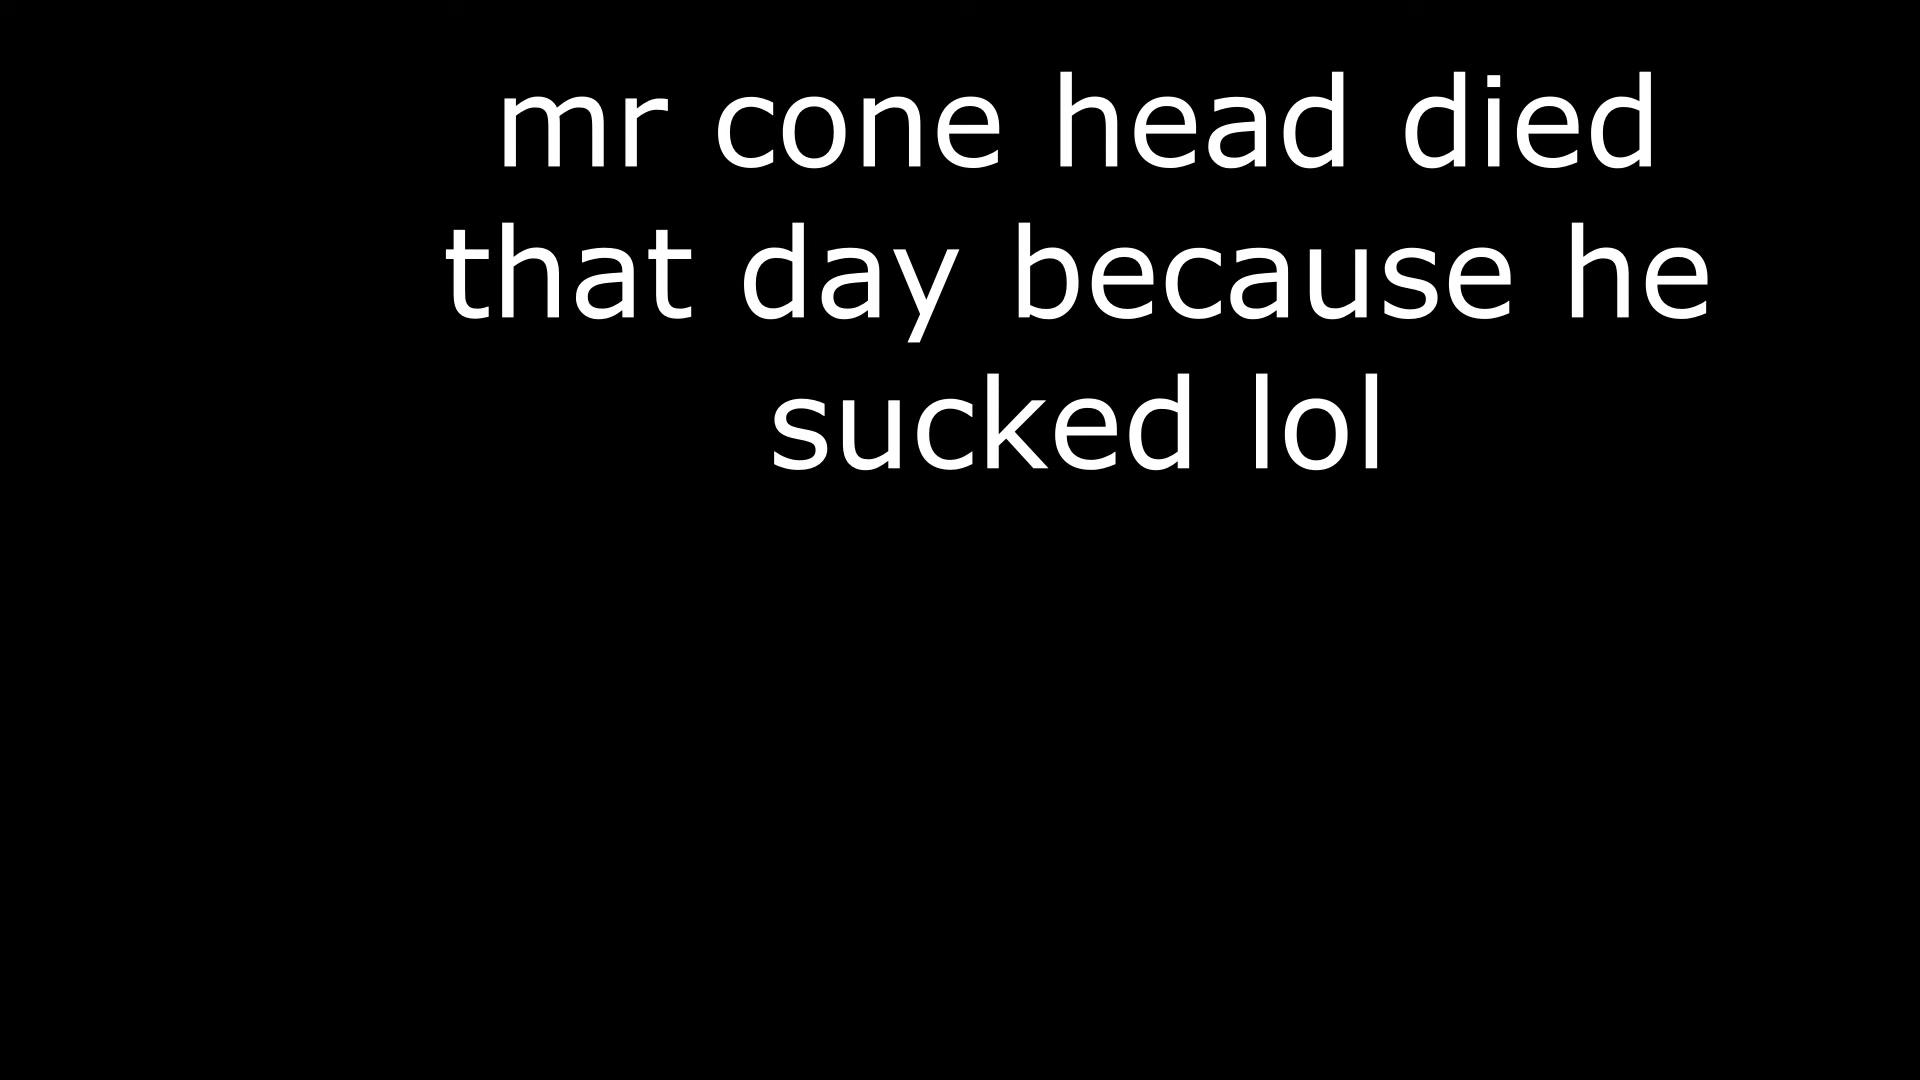 mr cone head died
that day because he
sucked lol